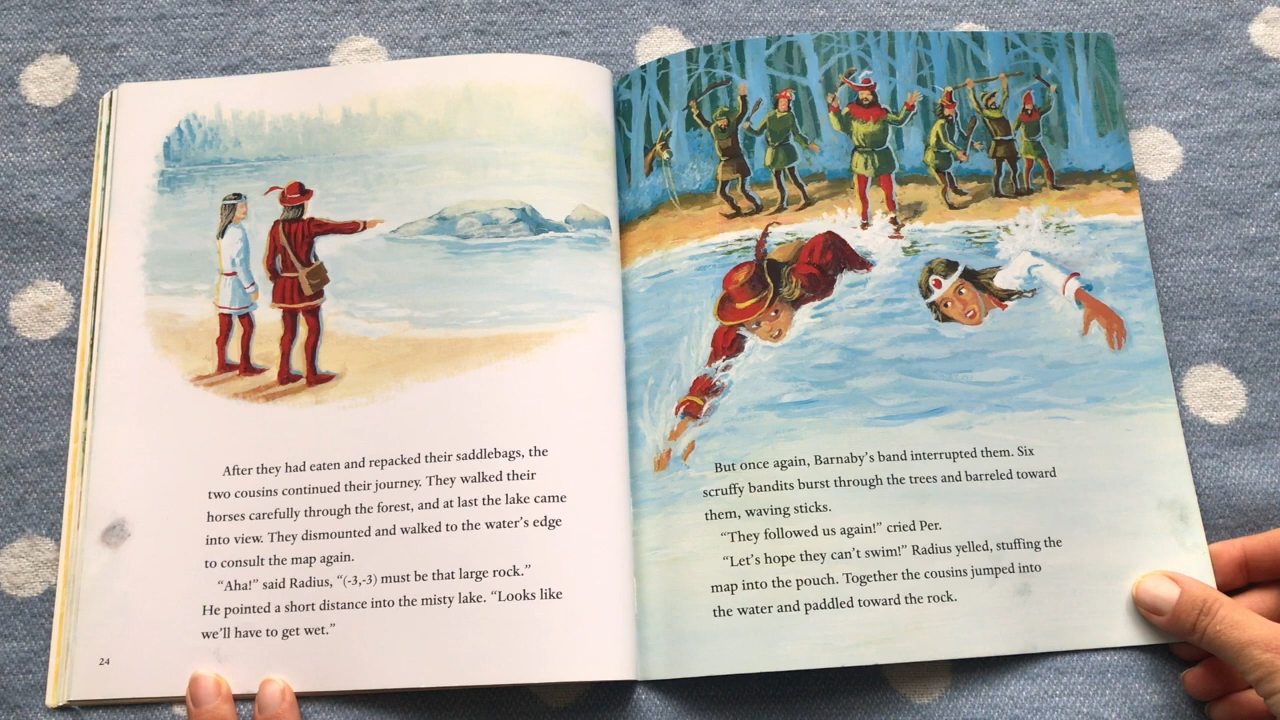 After they had eaten and repacked their saddlebags, the
two cousins continued their journey. They walked their
horses carefully through the forest, and at last the lake came
into view. They dismounted and walked to the water's edge
to consult the map again.
"Aha!" said Radius, "(-3,-3) must be that large rock."
He pointed a short distance into the misty lake. "Looks like
we'll have to get wet."
24
But once again, Barnaby's band interrupted them. Six
scruffy bandits burst through the trees and barreled toward
them, waving sticks.
"They followed us again!" cried Per.
"Let's hope they can't swim!" Radius yelled, stuffing the
map into the pouch. Together the cousins jumped into
the water and paddled toward the rock.